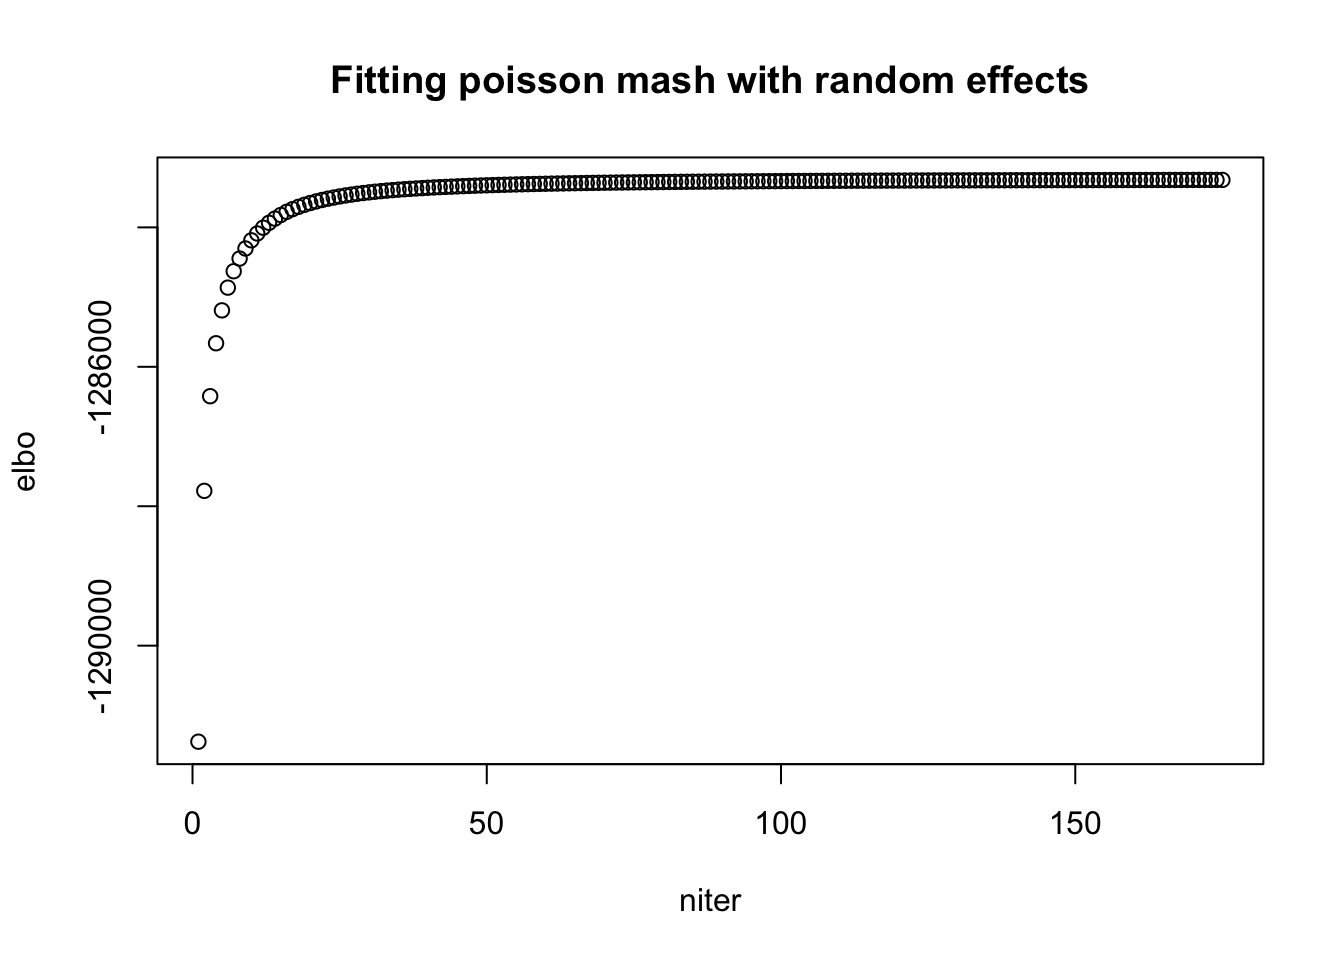 Fitting poisson mash with random effects
elbo
-1286000
-1290000
0 50 100 150
niter